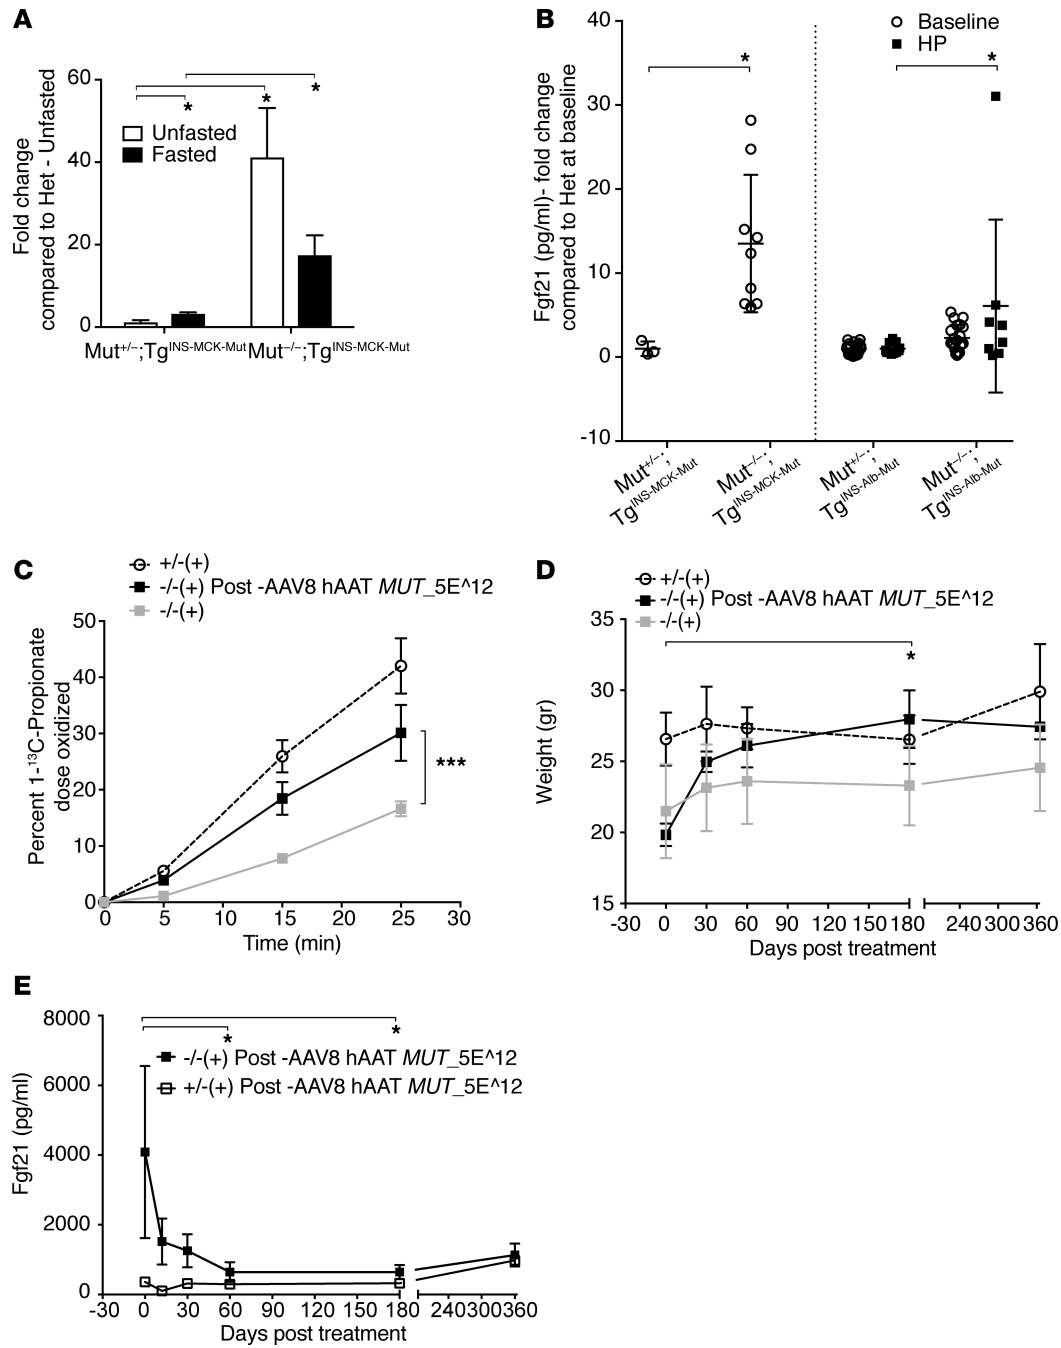 A
Fold change
compared to Het - Unfasted
60
40
20
0
*
*
*
Unfasted
Fasted
Mut+/−;TgINS-MCK-Mut
Mut−/−;TgINS-MCK-Mut
B
Fgf21 (pg/ml)- fold change
compared to Het at baseline
40
30
20
10
0
-10
Baseline
HP
*
*
Mut+/−;
TgINS-MCK-Mut
Mut−/−;
TgINS-MCK-Mut
Mut+/−;
TgINS-Alb-Mut
Mut−/−;
TgINS-Alb-Mut
C
+/-(+)
-/-(+) Post -AAV8 hAAT MUT_5E^12
-/-(+)
Percent 1-13C-Propionate
dose oxidized
50
40
30
20
10
0
***
0 5 10 15 20 25 30
Time (min)
D
+/-(+)
-/-(+) Post -AAV8 hAAT MUT_5E^12
-/-(+)
Weight (gr)
35
30
25
20
15
*
-30 0 30 60 90 120 150 180 240 300 360
Days post treatment
E
Fgf21 (pg/ml)
8000
6000
4000
2000
0
*
*
-/-(+) Post -AAV8 hAAT MUT_5E^12
+/-(+) Post -AAV8 hAAT MUT_5E^12
-30 0 30 60 90 120 150 180 240 300 360
Days post treatment